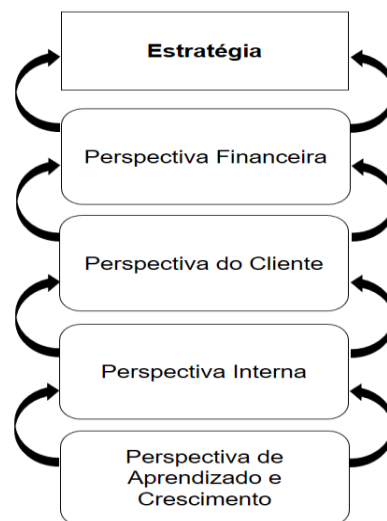 Estratégia
Perspectiva Financeira
Perspectiva do Cliente
Perspectiva Interna
Perspectiva de
Aprendizado e
Crescimento